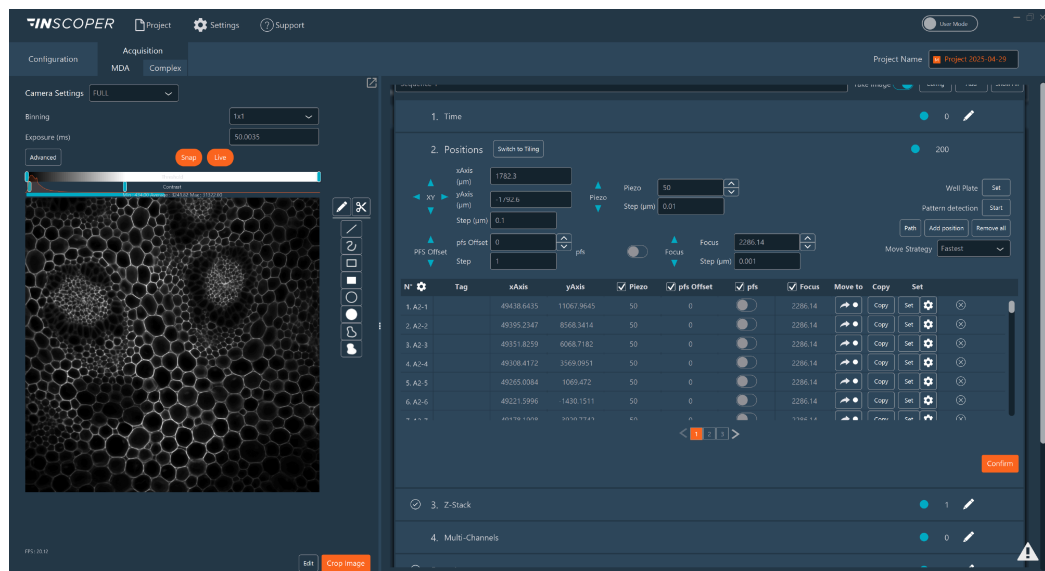 INSCOPER Project Settings Support User Mode
Configuration Acquisition Project Name Project 2025-04-29
MDA Complex
Camera Settings FULL
Binning 1x1
Exposure (ms) 50.0035
Advanced Snap Live
Contrast
FPS : 20.12
Edit Crop image
1. Time 0
2. Positions Switch to Tiling 200
xAxis (µm) 1782.3
XY yAxis (µm) -1792.6
Step (µm) 0.1
Piezo Piezo 50
Step (µm) 0.01
Well Plate Set
Pattern detection Start
Path Add position Remove all
PFS Offset pfs Offset 0 pfs
Step 1
Focus Focus 2286.14
Step (µm) 0.001
Move Strategy Fastest
N° Tag xAxis yAxis Piezo pfs Offset pfs Focus Move to Copy Set
1. A2-1 49438.6435 11067.9645 50 0 2286.14 Copy Set
2. A2-2 49395.2347 8568.3414 50 0 2286.14 Copy Set
3. A2-3 49351.8259 6068.7182 50 0 2286.14 Copy Set
4. A2-4 49308.4172 3569.0951 50 0 2286.14 Copy Set
5. A2-5 49265.0084 1069.472 50 0 2286.14 Copy Set
6. A2-6 49221.5996 1430.1511 50 0 2286.14 Copy Set
1 2 3
Confirm
3. Z-Stack 1
4. Multi-Channels 0